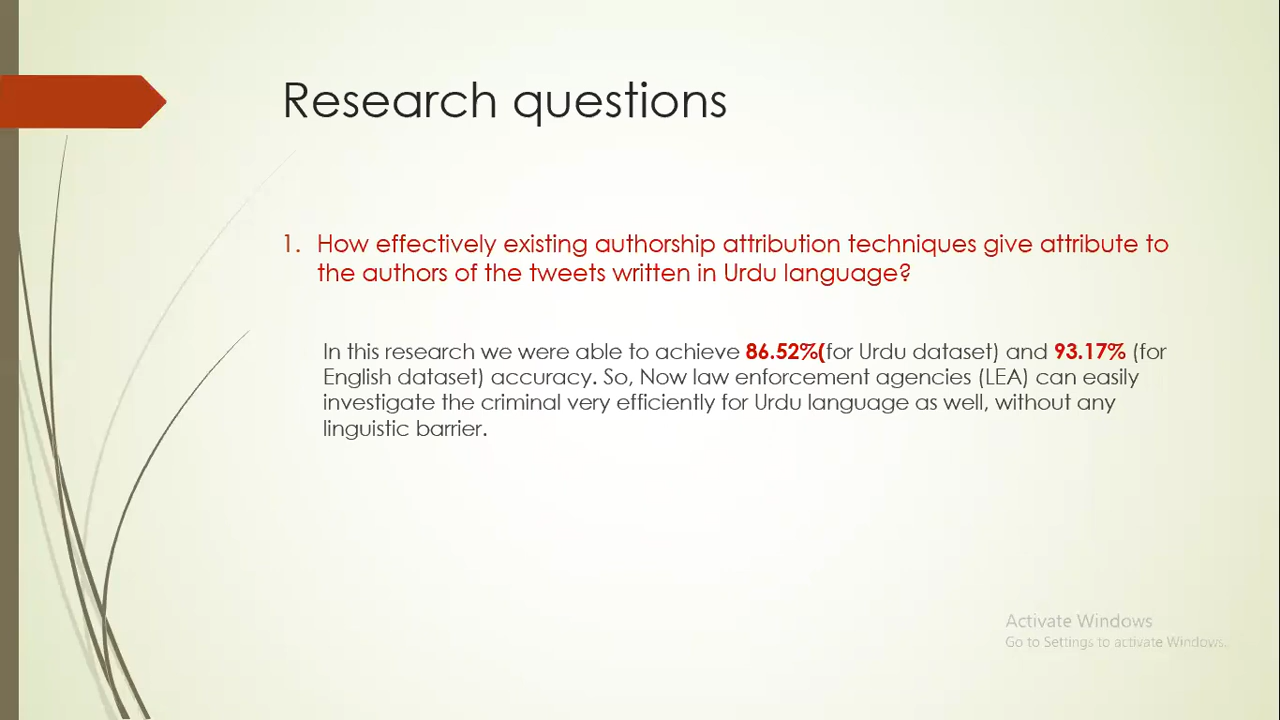 Research questions
1. How effectively existing authorship attribution techniques give attribute to
the authors of the tweets written in Urdu language?
In this research we were able to achieve 86.52%(for Urdu dataset) and 93.17% (for
English dataset) accuracy. So, Now law enforcement agencies (LEA) can easily
investigate the criminal very efficiently for Urdu language as well, without any
linguistic barrier.
Activate Windows
Go to Settings to activate Windows.